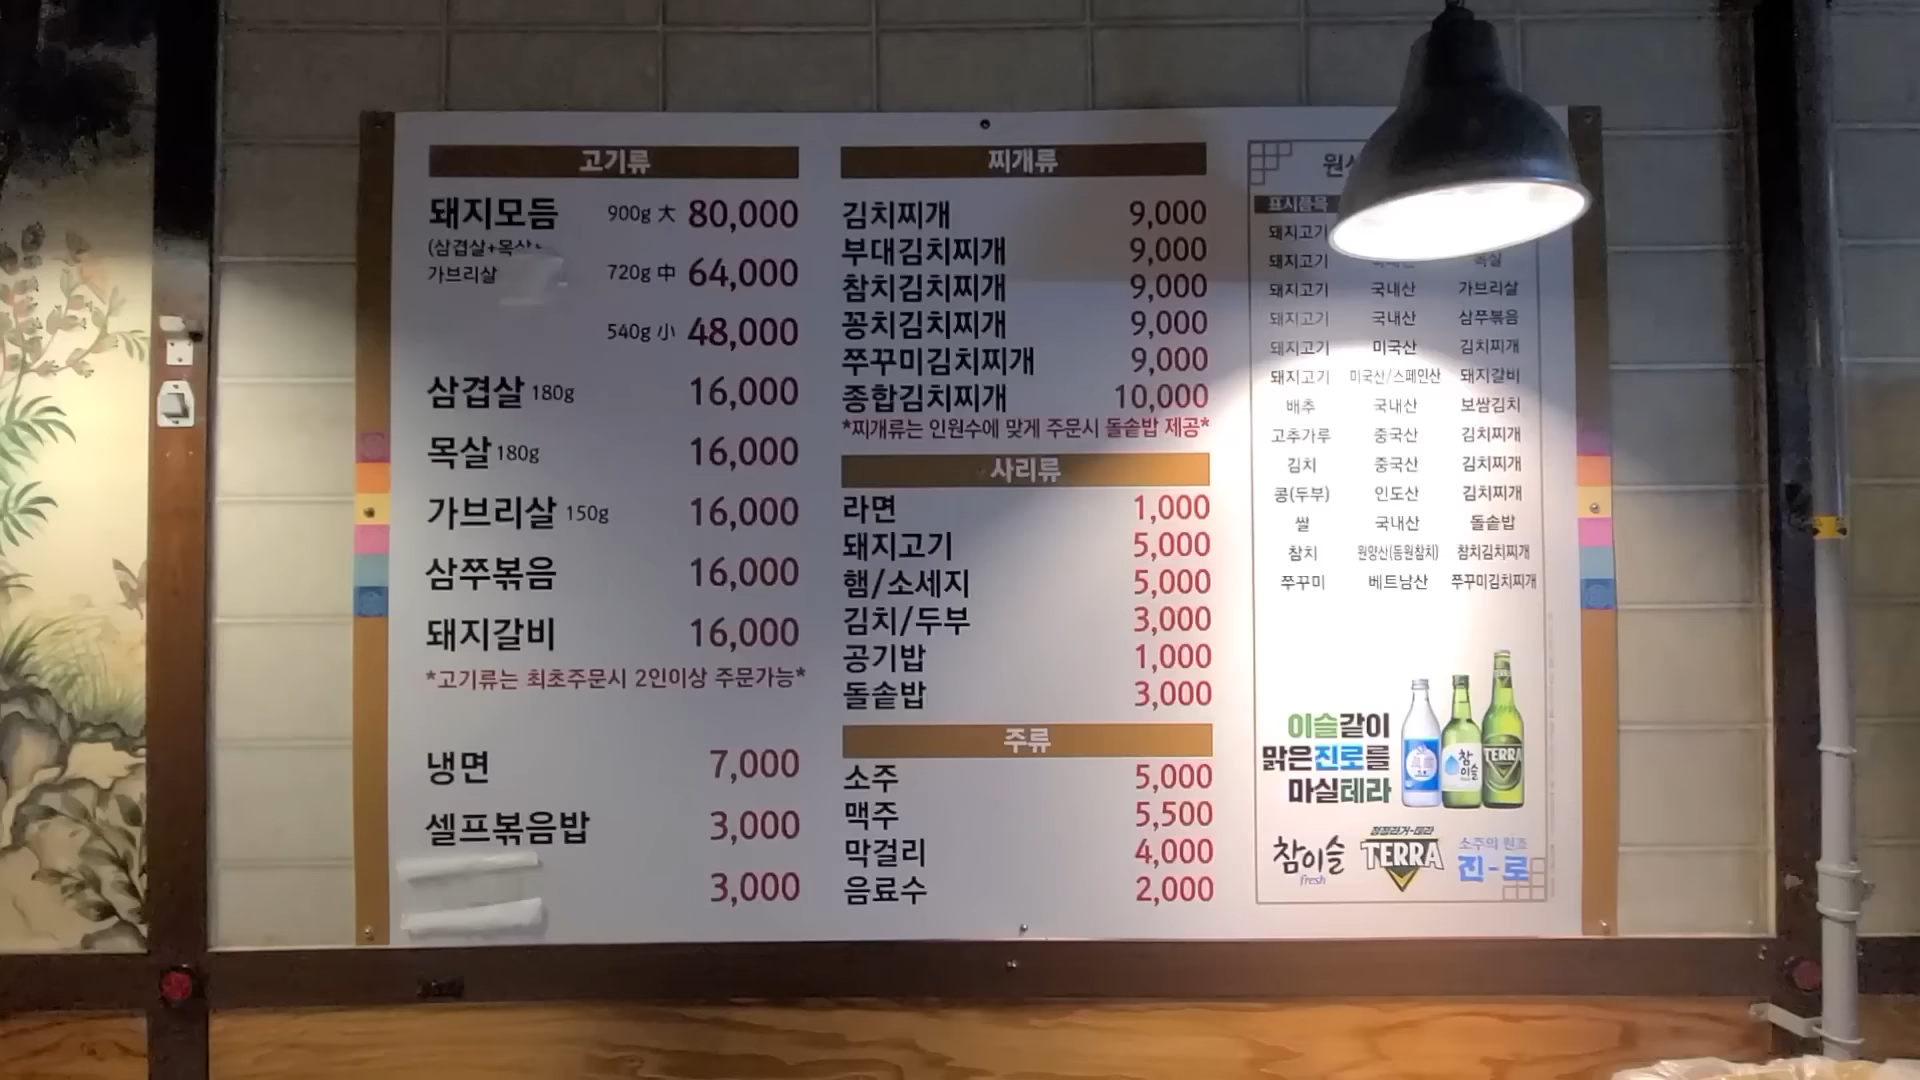 고기류
돼지모듬 900g 大 80,000
(삼겹살+목살+
가브리살
720g 中 64,000
540g 小 48,000
삼겹살 180g 16,000
목살 180g 16,000
가브리살 150g 16,000
삼쭈볶음 16,000
돼지갈비 16,000
*고기류는 최초주문시 2인이상 주문가능*
냉면 7,000
셀프볶음밥 3,000
3,000
찌개류
김치찌개 9,000
부대김치찌개 9,000
참치김치찌개 9,000
꽁치김치찌개 9,000
쭈꾸미김치찌개 9,000
종합김치찌개 10,000
*찌개류는 인원수에 맞게 주문시 돌솥밥 제공*
사리류
라면 1,000
돼지고기 5,000
햄/소세지 5,000
김치/두부 3,000
공기밥 1,000
돌솥밥 3,000
주류
소주 5,000
맥주 5,500
막걸리 4,000
음료수 2,000
표시품목
돼지고기
돼지고기 목살
돼지고기 국내산 가브리살
돼지고기 국내산 삼쭈볶음
돼지고기 미국산 김치찌개
돼지고기 미국산/스페인산 돼지갈비
배추 국내산 보쌈김치
고추가루 중국산 김치찌개
김치 중국산 김치찌개
콩(두부) 인도산 김치찌개
쌀 국내산 돌솥밥
참치 원양산(동원참치) 참치김치찌개
쭈꾸미 베트남산 쭈꾸미김치찌개
이슬같이
맑은진로를
마실테라
참이슬
TERRA
참이슬
fresh
청정라거-테라
TERRA
소주의 원조
진-로